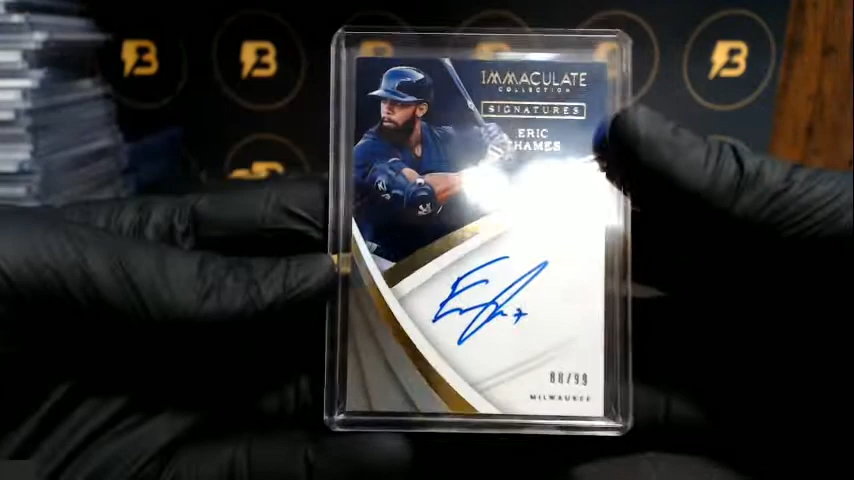 IMMACULATE
COLLECTION
SIGNATURES
ERIC
THAMES
88/99
MILWAUKEE